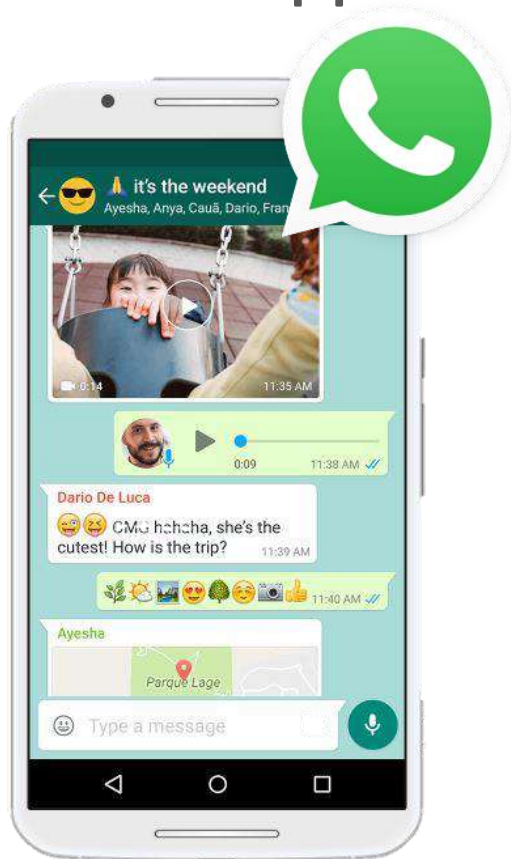 it's the weekend
Ayesha, Anya, Cauã, Dario, Fran
0:14 11:35 AM
0:09 11:38 AM
Dario De Luca
OMG hahaha, she's the
cutest! How is the trip? 11:39 AM
11:40 AM
Ayesha
Parque Lage
Type a message